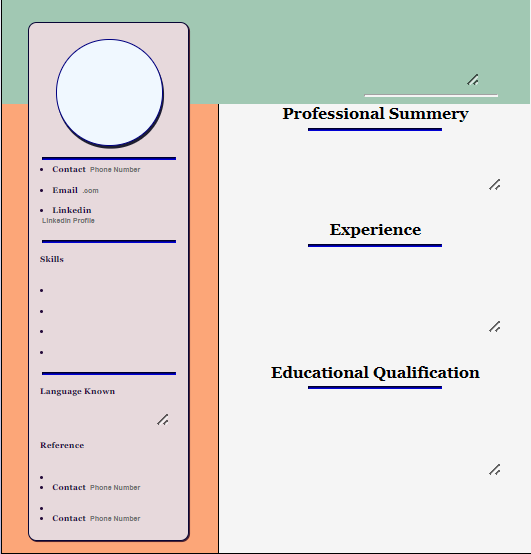 Contact Phone Number
Email .com
Linkedin
Linkedin Profile
Skills
Language Known
Reference
Contact Phone Number
Contact Phone Number
Professional Summery
Experience
Educational Qualification